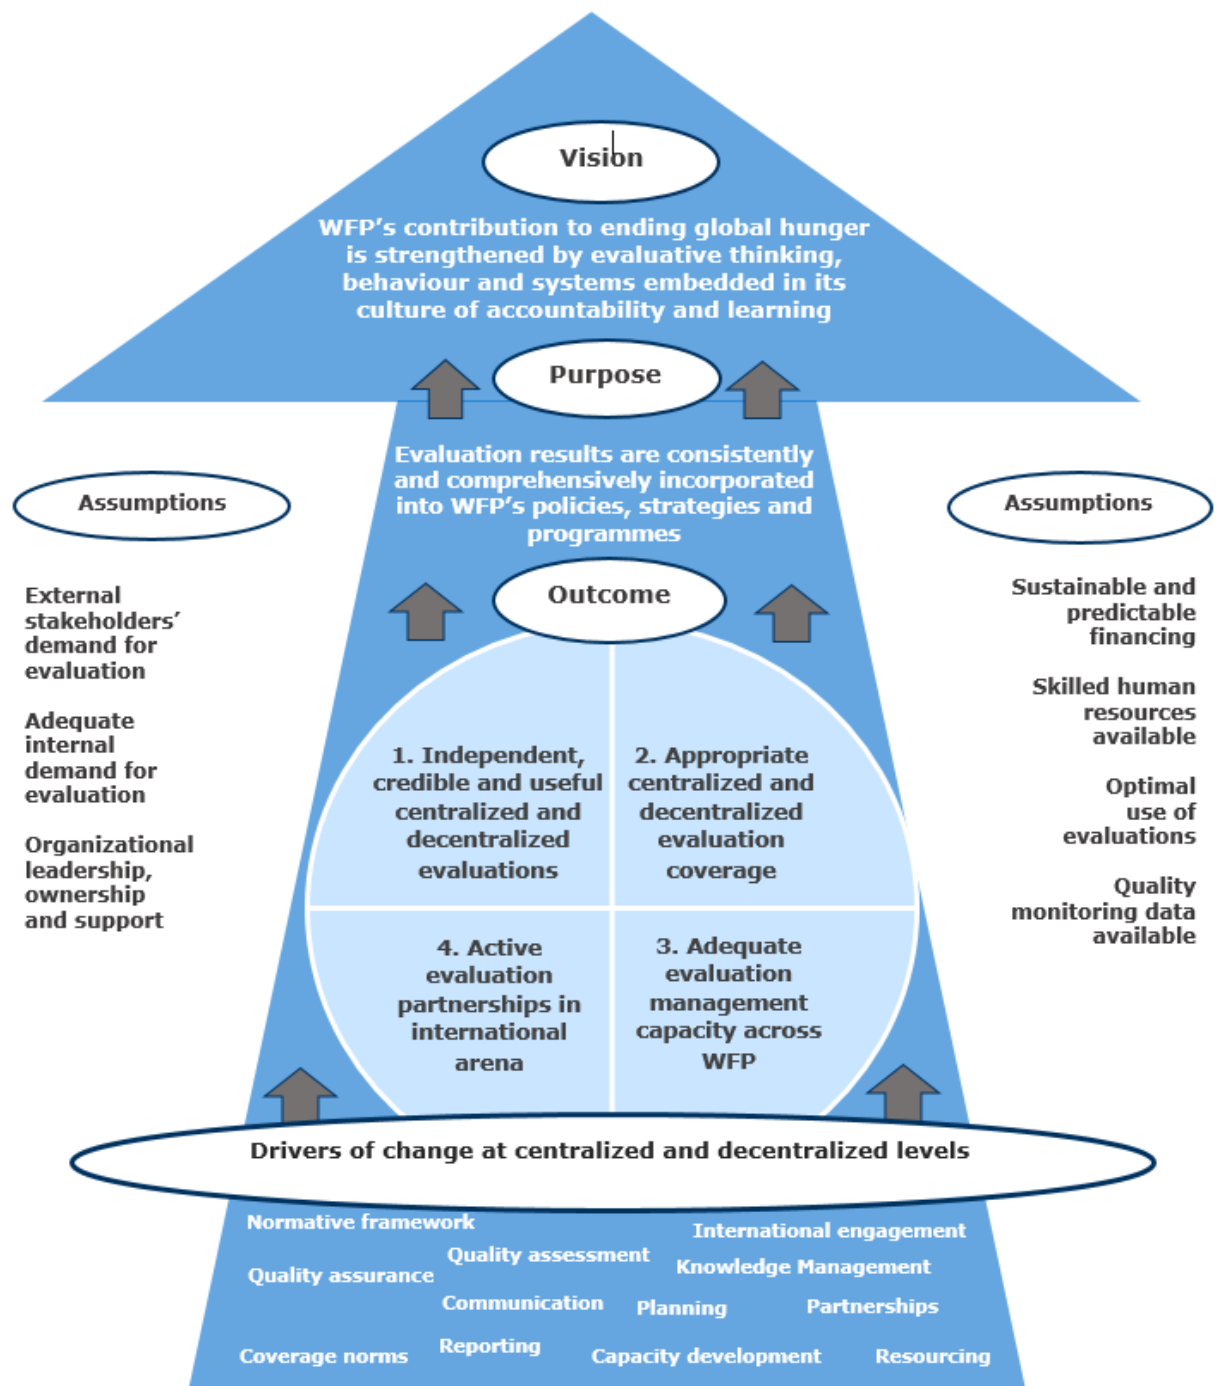 Vision
WFP’s contribution to ending global hunger
is strengthened by evaluative thinking,
behaviour and systems embedded in its
culture of accountability and learning
Purpose
Evaluation results are consistently
and comprehensively incorporated
into WFP’s policies, strategies and
programmes
Assumptions
External
stakeholders’
demand for
evaluation
Adequate
internal
demand for
evaluation
Organizational
leadership,
ownership
and support
Assumptions
Sustainable and
predictable
financing
Skilled human
resources
available
Optimal
use of
evaluations
Quality
monitoring data
available
Outcome
1. Independent,
credible and useful
centralized and
decentralized
evaluations
2. Appropriate
centralized and
decentralized
evaluation
coverage
4. Active
evaluation
partnerships in
international
arena
3. Adequate
evaluation
management
capacity across
WFP
Drivers of change at centralized and decentralized levels
Normative framework
International engagement
Quality assessment
Knowledge Management
Quality assurance
Communication
Planning
Partnerships
Reporting
Coverage norms
Capacity development
Resourcing